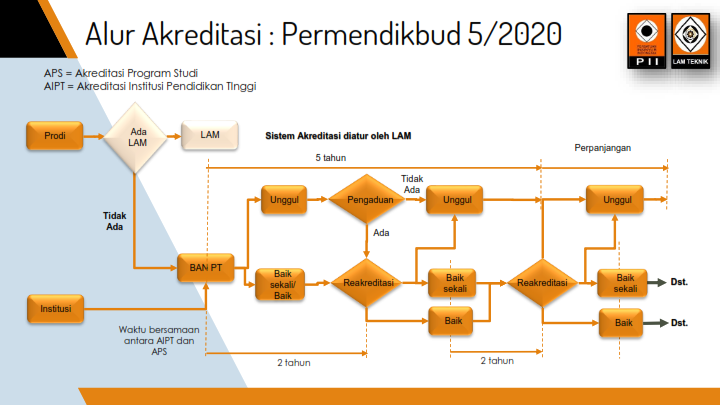 Alur Akreditasi : Permendikbud 5/2020
PII
LAM TEKNIK
APS = Akreditasi Program Studi
AIPT = Akreditasi Institusi Pendidikan TInggi
Prodi
Ada
LAM
LAM
Sistem Akreditasi diatur oleh LAM
5 tahun
Perpanjangan
Tidak
Ada
Unggul
Pengaduan
Tidak
Ada
Unggul
Unggul
Ada
BAN PT
Baik
sekali/
Baik
Reakreditasi
Baik
sekali
Reakreditasi
Baik
sekali
Dst.
Institusi
Baik
Baik
Dst.
Waktu bersamaan
antara AIPT dan
APS
2 tahun
2 tahun